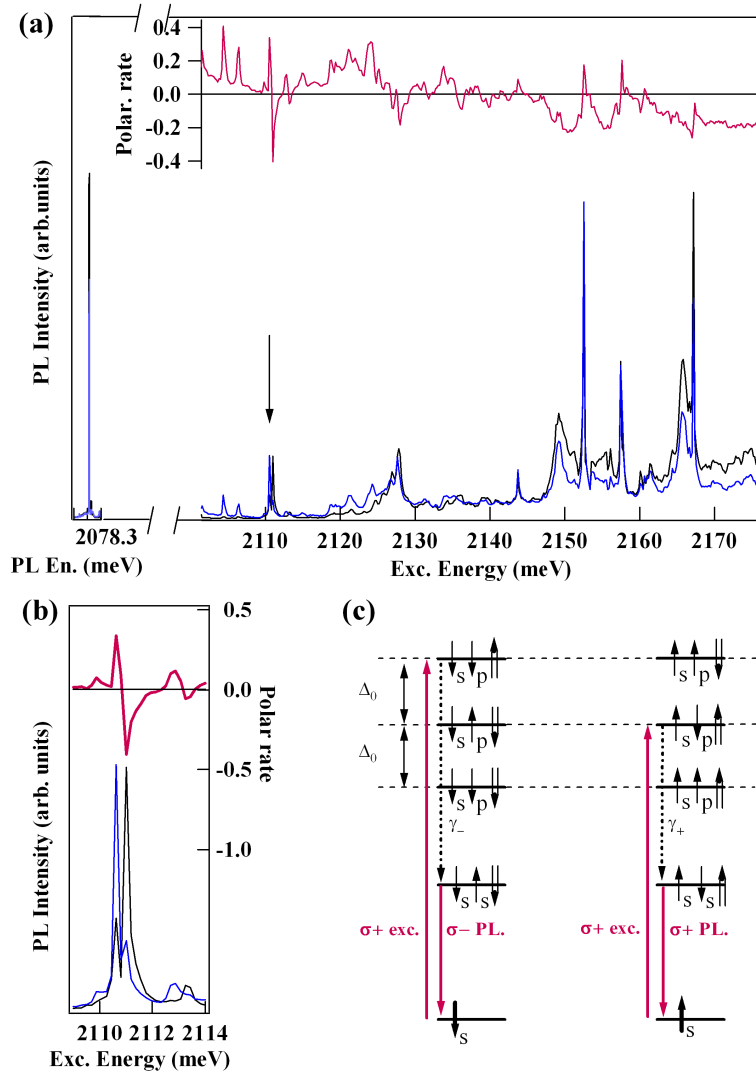 (a)
Polar. rate
0.4
0.2
0.0
-0.2
-0.4
PL Intensity (arb.units)
2078.3
2110
2120
2130
2140
2150
2160
2170
PL En. (meV)
Exc. Energy (meV)
(b)
0.5
0.0
-0.5
-1.0
Polar rate
PL Intensity (arb. units)
2110
2112
2114
Exc. Energy (meV)
(c)
s p
s p
Δ₀
s p
s p
Δ₀
s p
s p
γ₋
γ₊
s s
s s
σ+ exc.
σ− PL.
σ+ exc.
σ+ PL.
s
s